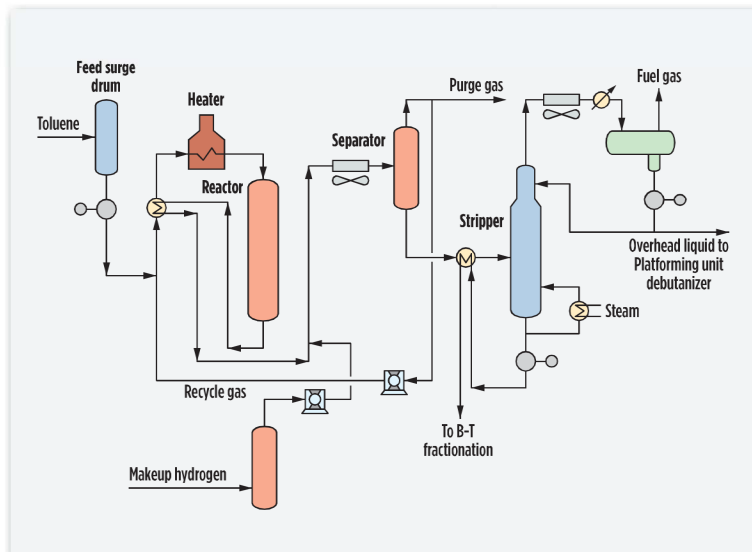 Feed surge
drum
Toluene
Heater
Reactor
Separator
Purge gas
Fuel gas
Stripper
Overhead liquid to
Platforming unit
debutanizer
Steam
Recycle gas
To B-T
fractionation
Makeup hydrogen